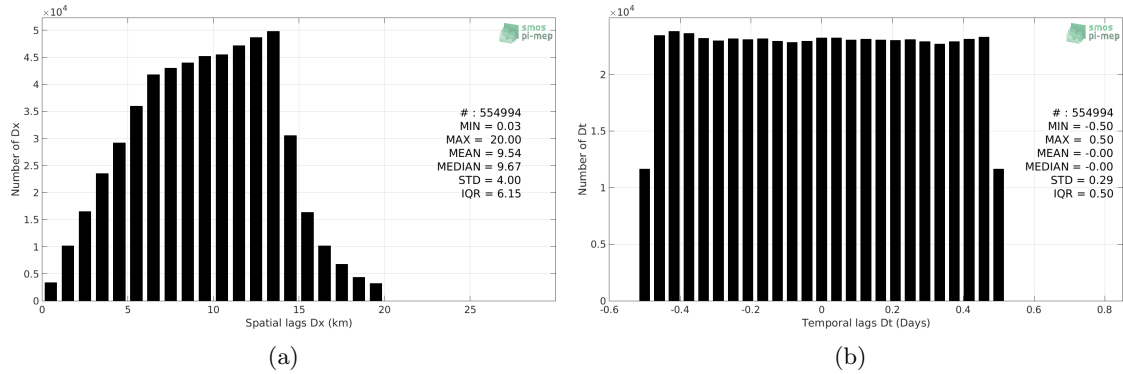 ×10⁴
5
4.5
4
3.5
3
2.5
2
1.5
1
0.5
0
Number of Dx
smos
pi-mep
# : 554994
MIN = 0.03
MAX = 20.00
MEAN = 9.54
MEDIAN = 9.67
STD = 4.00
IQR = 6.15
0 5 10 15 20 25
Spatial lags Dx (km)
(a)
×10⁴
2
1.5
1
0.5
0
Number of Dt
smos
pi-mep
# : 554994
MIN = -0.50
MAX = 0.50
MEAN = -0.00
MEDIAN = -0.00
STD = 0.29
IQR = 0.50
-0.6 -0.4 -0.2 0 0.2 0.4 0.6 0.8
Temporal lags Dt (Days)
(b)